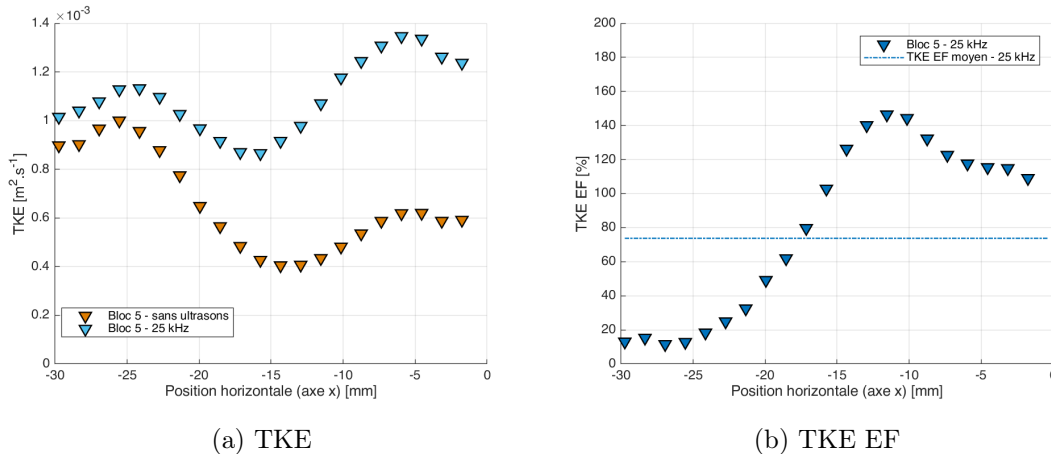 ×10⁻³
1.4
1.2
1
0.8
0.6
0.4
0.2
0
TKE [m².s⁻¹]
Bloc 5 - sans ultrasons
Bloc 5 - 25 kHz
-30 -25 -20 -15 -10 -5 0
Position horizontale (axe x) [mm]
(a) TKE
200
180
160
140
120
100
80
60
40
20
0
TKE EF [%]
Bloc 5 - 25 kHz
TKE EF moyen - 25 kHz
-30 -25 -20 -15 -10 -5 0
Position horizontale (axe x) [mm]
(b) TKE EF